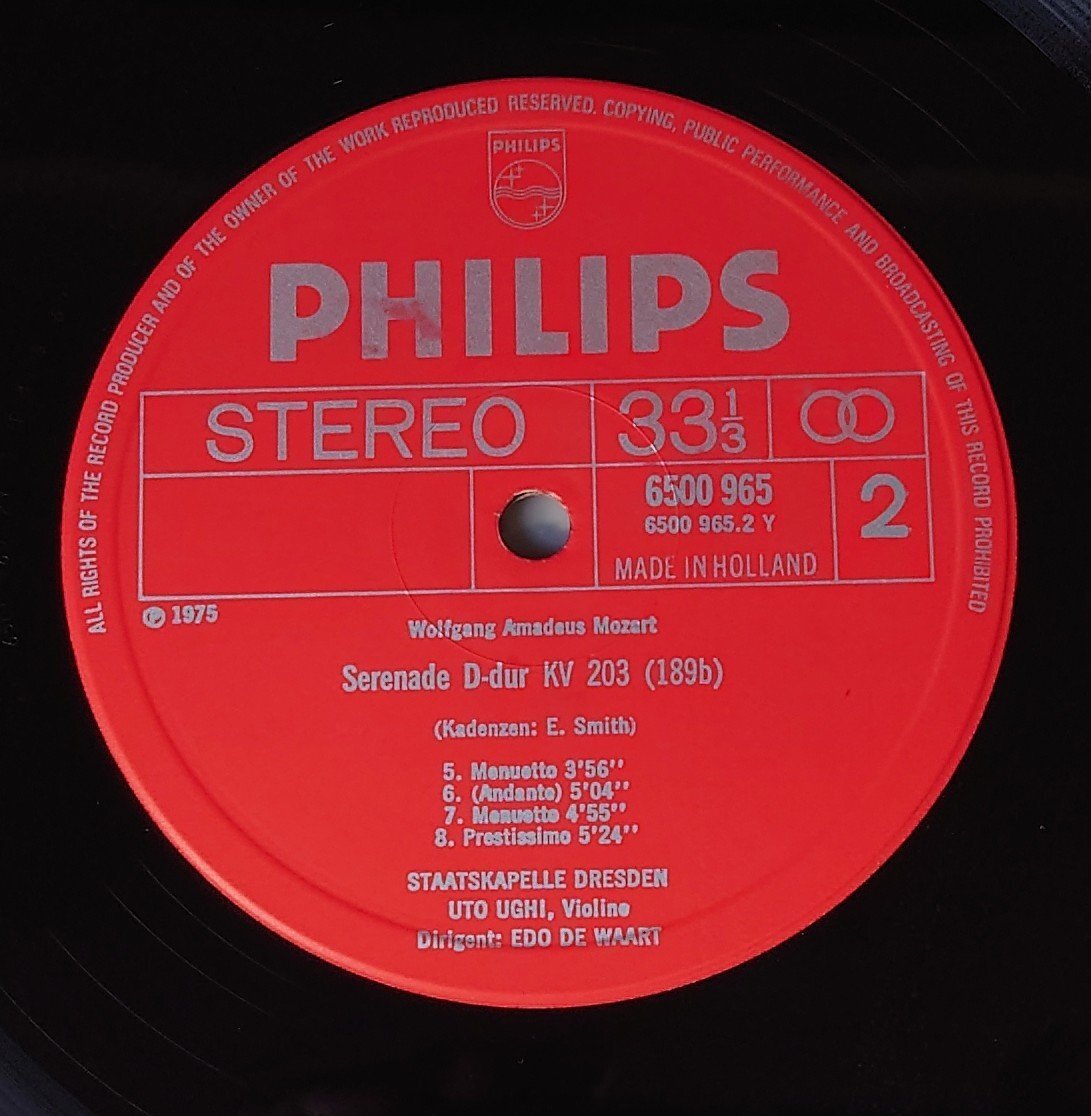 ALL RIGHTS OF THE RECORD PRODUCER AND OF THE OWNER OF THE WORK REPRODUCED RESERVED. COPYING, PUBLIC PERFORMANCE AND BROADCASTING OF THIS RECORD PROHIBITED
PHILIPS
PHILIPS
STEREO 33 1/3
6500 965 2
6500 965.2 Y
MADE IN HOLLAND
℗ 1975
Wolfgang Amadeus Mozart
Serenade D-dur KV 203 (189b)
(Kadenzen: E. Smith)
5. Menuetto 3'56''
6. (Andante) 5'04''
7. Menuetto 4'55''
8. Prestissimo 5'24''
STAATSKAPELLE DRESDEN
UTO UGHI, Violine
Dirigent: EDO DE WAART